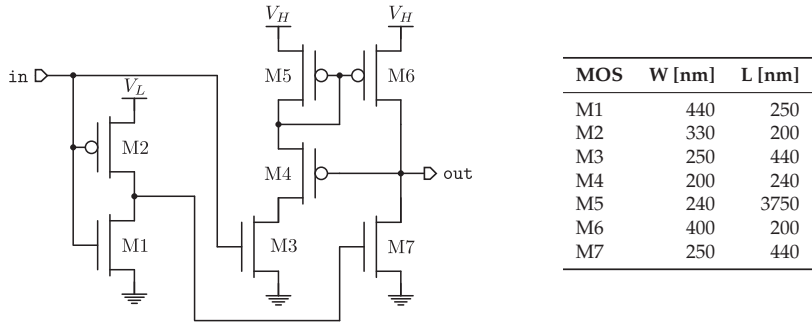 V_H V_H
M5 M6
in
V_L
M2
M4
out
M1
M3 M7
MOS W [nm] L [nm]
M1 440 250
M2 330 200
M3 250 440
M4 200 240
M5 240 3750
M6 400 200
M7 250 440